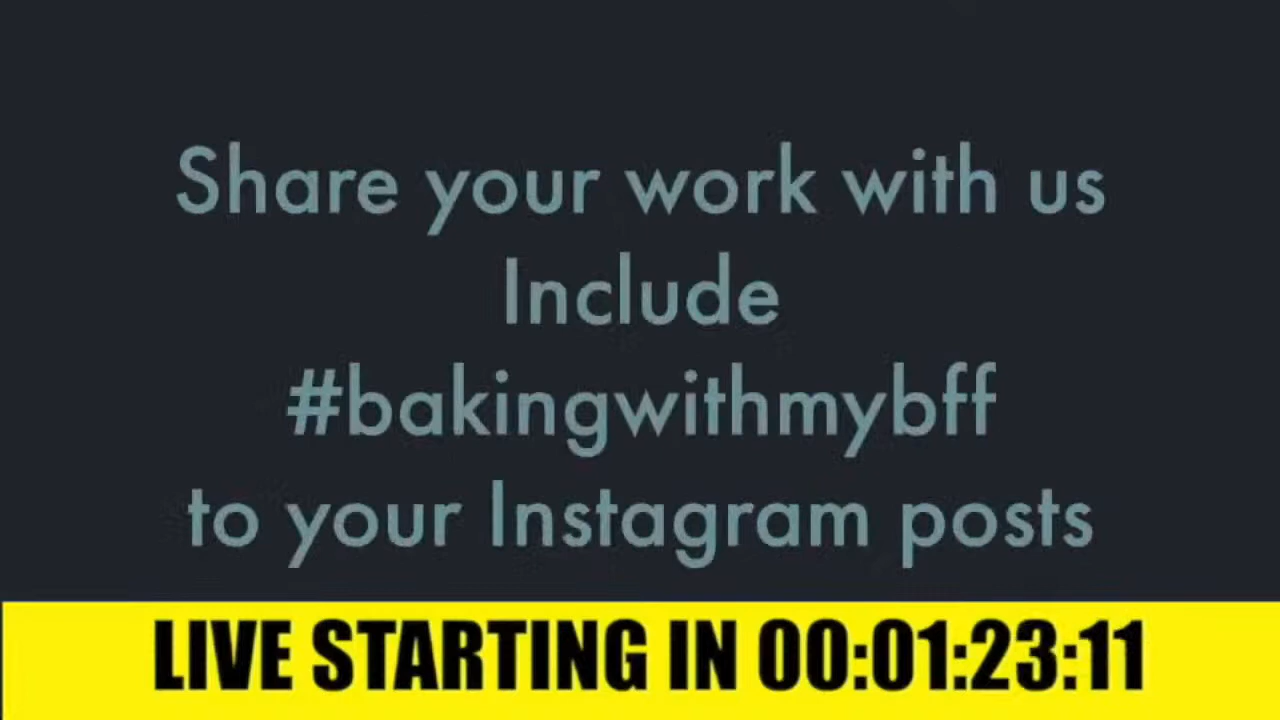 Share your work with us
Include
#bakingwithmybff
to your Instagram posts
LIVE STARTING IN 00:01:23:11